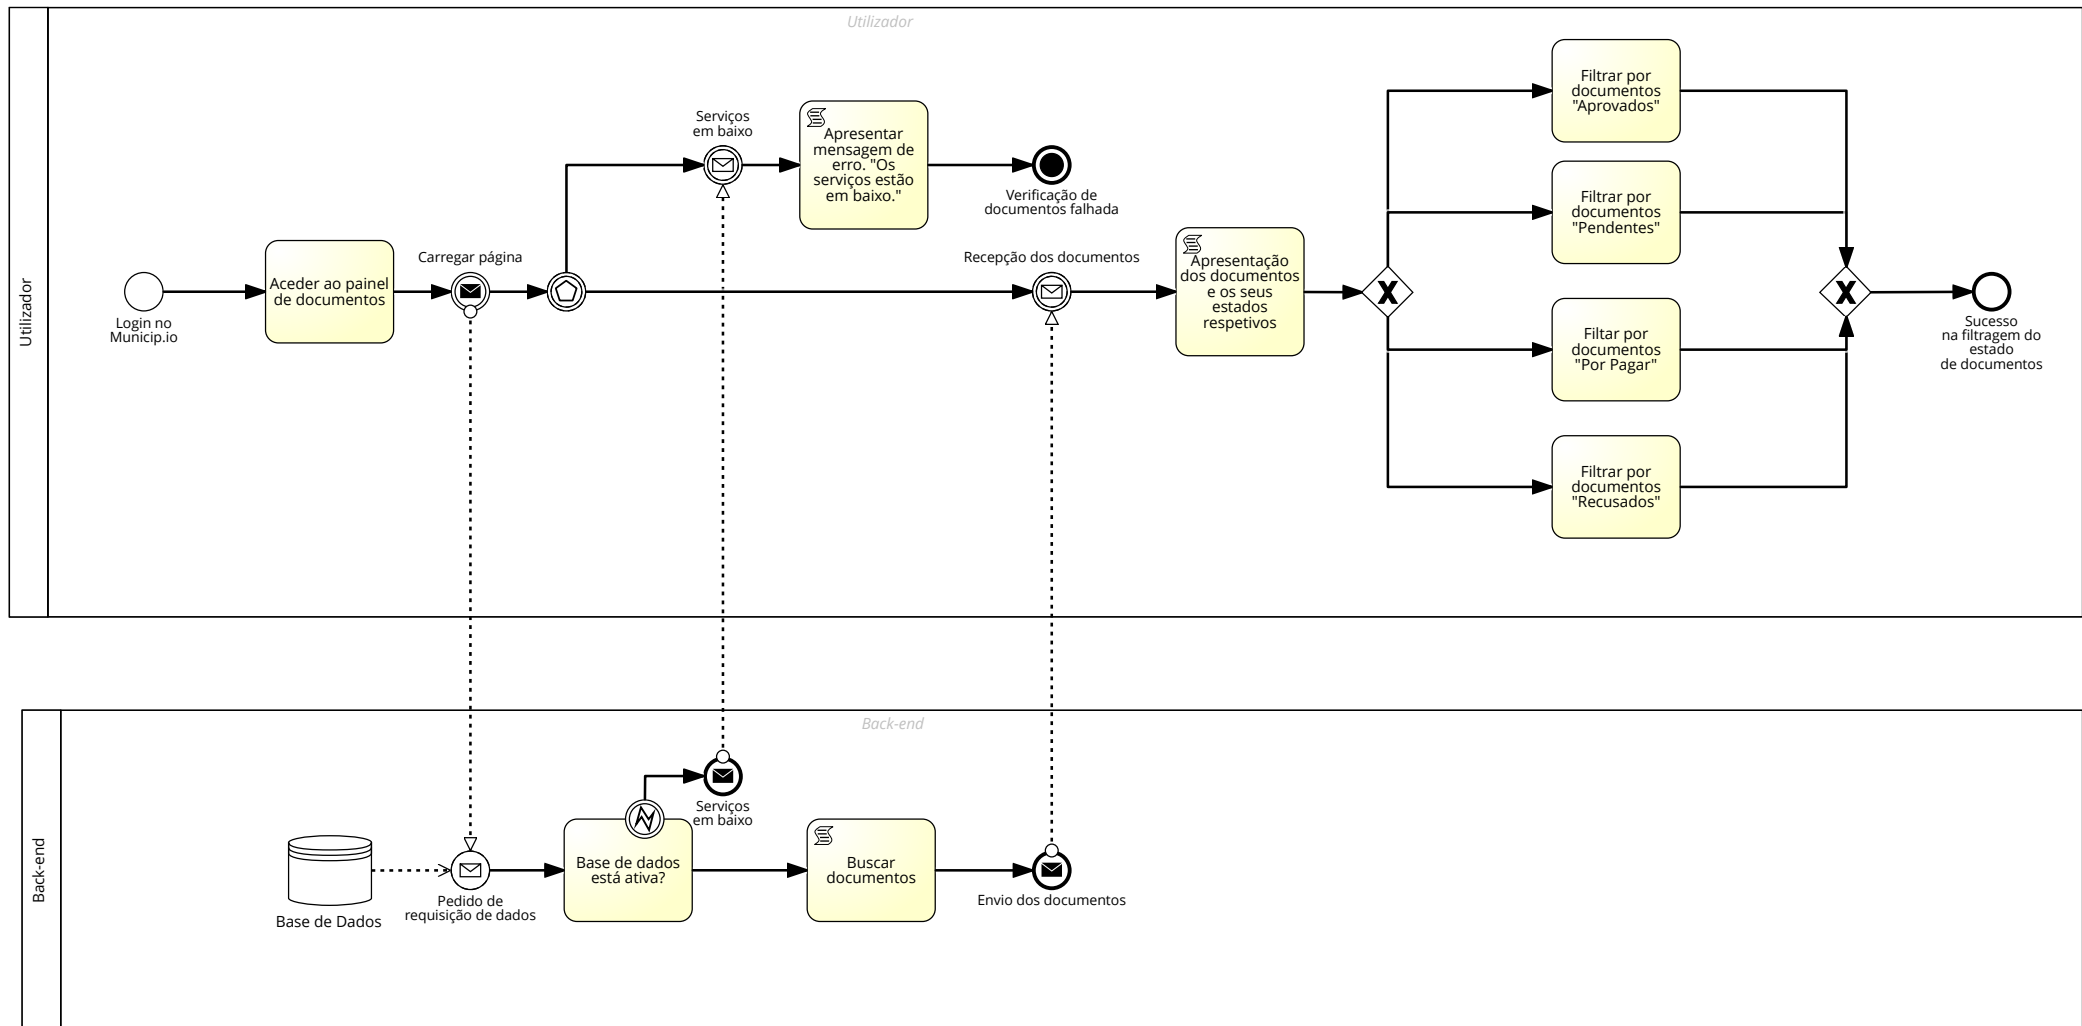 Utilizador
Utilizador
Login no
Municip.io
Aceder ao painel
de documentos
Carregar página
Serviços
em baixo
Apresentar
mensagem de
erro. "Os
serviços estão
em baixo."
Verificação de
documentos falhada
Recepção dos documentos
Apresentação
dos documentos
e os seus
estados
respetivos
Filtrar por
documentos
"Aprovados"
Filtrar por
documentos
"Pendentes"
Filtar por
documentos
"Por Pagar"
Filtrar por
documentos
"Recusados"
Sucesso
na filtragem do
estado
de documentos
Back-end
Back-end
Base de Dados
Pedido de
requisição de dados
Base de dados
está ativa?
Serviços
em baixo
Buscar
documentos
Envio dos documentos